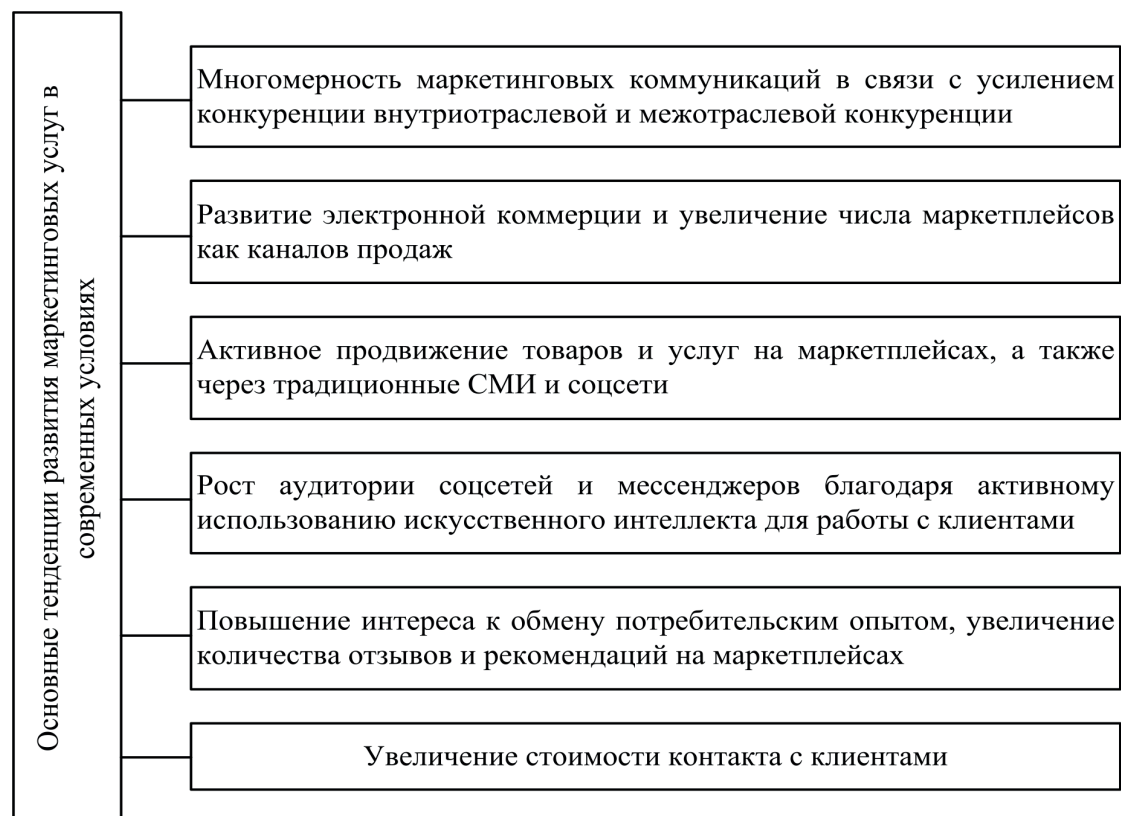 Основные тенденции развития маркетинговых услуг в
современных условиях
Многомерность маркетинговых коммуникаций в связи с усилением
конкуренции внутриотраслевой и межотраслевой конкуренции
Развитие электронной коммерции и увеличение числа маркетплейсов
как каналов продаж
Активное продвижение товаров и услуг на маркетплейсах, а также
через традиционные СМИ и соцсети
Рост аудитории соцсетей и мессенджеров благодаря активному
использованию искусственного интеллекта для работы с клиентами
Повышение интереса к обмену потребительским опытом, увеличение
количества отзывов и рекомендаций на маркетплейсах
Увеличение стоимости контакта с клиентами